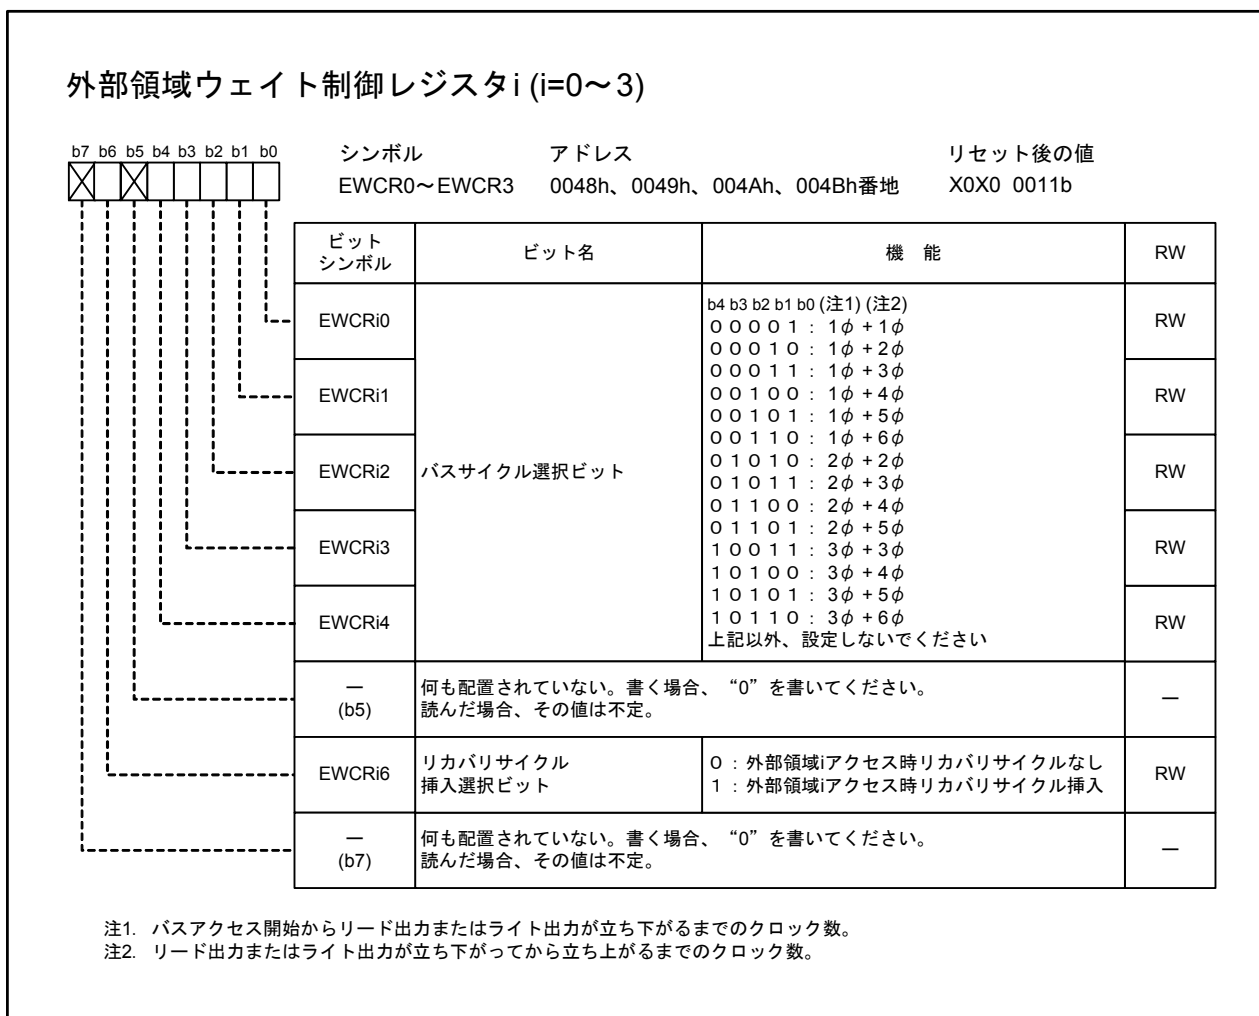 外部領域ウェイト制御レジスタi (i=0～3)
b7 b6 b5 b4 b3 b2 b1 b0
シンボル アドレス リセット後の値
EWCR0～EWCR3 0048h、0049h、004Ah、004Bh番地 X0X0 0011b
ビット
シンボル
ビット名
機 能
RW
EWCRi0
EWCRi1
EWCRi2
EWCRi3
EWCRi4
バスサイクル選択ビット
b4 b3 b2 b1 b0 (注1) (注2)
0 0 0 0 1 : 1φ + 1φ
0 0 0 1 0 : 1φ + 2φ
0 0 0 1 1 : 1φ + 3φ
0 0 1 0 0 : 1φ + 4φ
0 0 1 0 1 : 1φ + 5φ
0 0 1 1 0 : 1φ + 6φ
0 1 0 1 0 : 2φ + 2φ
0 1 0 1 1 : 2φ + 3φ
0 1 1 0 0 : 2φ + 4φ
0 1 1 0 1 : 2φ + 5φ
1 0 0 1 1 : 3φ + 3φ
1 0 1 0 0 : 3φ + 4φ
1 0 1 0 1 : 3φ + 5φ
1 0 1 1 0 : 3φ + 6φ
上記以外、設定しないでください
RW
RW
RW
RW
RW
—
(b5)
何も配置されていない。書く場合、“0”を書いてください。
読んだ場合、その値は不定。
—
EWCRi6
リカバリサイクル
挿入選択ビット
0 : 外部領域iアクセス時リカバリサイクルなし
1 : 外部領域iアクセス時リカバリサイクル挿入
RW
—
(b7)
何も配置されていない。書く場合、“0”を書いてください。
読んだ場合、その値は不定。
—
注1. バスアクセス開始からリード出力またはライト出力が立ち下がるまでのクロック数。
注2. リード出力またはライト出力が立ち下がってから立ち上がるまでのクロック数。